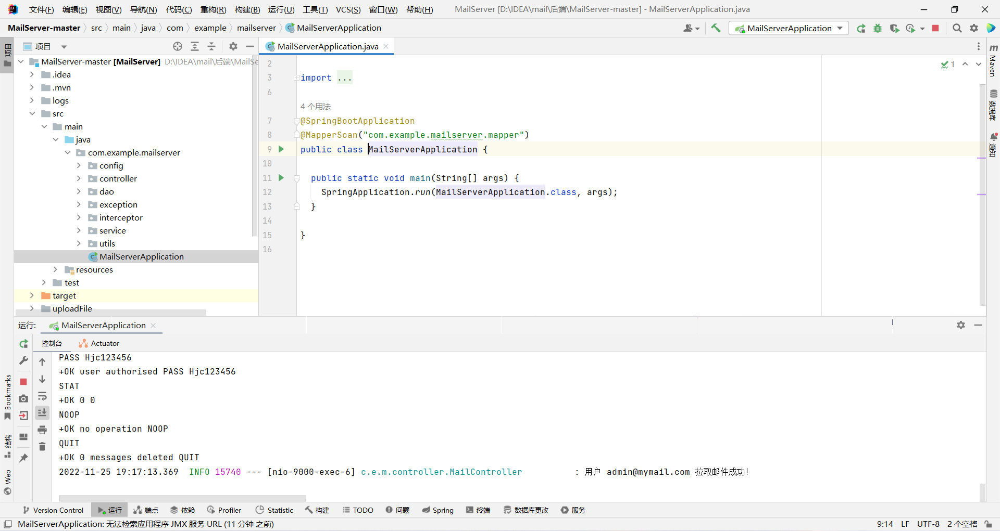 文件(F) 编辑(E) 视图(V) 导航(N) 代码(C) 重构(R) 构建(B) 运行(U) 工具(T) VCS(S) 窗口(W) 帮助(H) MailServer [D:\IDEA\mail\后端\MailServer-master] - MailServerApplication.java
MailServer-master src main java com example mailserver MailServerApplication
MailServerApplication
项目
项目
MailServerApplication.java
MailServer-master [MailServer] D:\IDEA\mail\后端\MailSe
.idea
.mvn
logs
src
main
java
com.example.mailserver
config
controller
dao
exception
interceptor
service
utils
MailServerApplication
resources
test
target
uploadFile
2
3 import ...
6
4 个用法
7 @SpringBootApplication
8 @MapperScan("com.example.mailserver.mapper")
9 public class MailServerApplication {
10
11 public static void main(String[] args) {
12 SpringApplication.run(MailServerApplication.class, args);
13 }
14
15 }
16
1
m
Maven
数据库
通知
运行: MailServerApplication
控制台 Actuator
PASS Hjc123456
+OK user authorised PASS Hjc123456
STAT
+OK 0 0
NOOP
+OK no operation NOOP
QUIT
+OK 0 messages deleted QUIT
2022-11-25 19:17:13.369 INFO 15740 --- [nio-9000-exec-6] c.e.m.controller.MailController : 用户 admin@mymail.com 拉取邮件成功!
Bookmarks
结构
Web
Version Control 运行 端点 依赖 Profiler Statistic 构建 TODO 问题 Spring 终端 数据库更改 服务
MailServerApplication: 无法检索应用程序 JMX 服务 URL (11 分钟 之前)
9:14 LF UTF-8 2 个空格